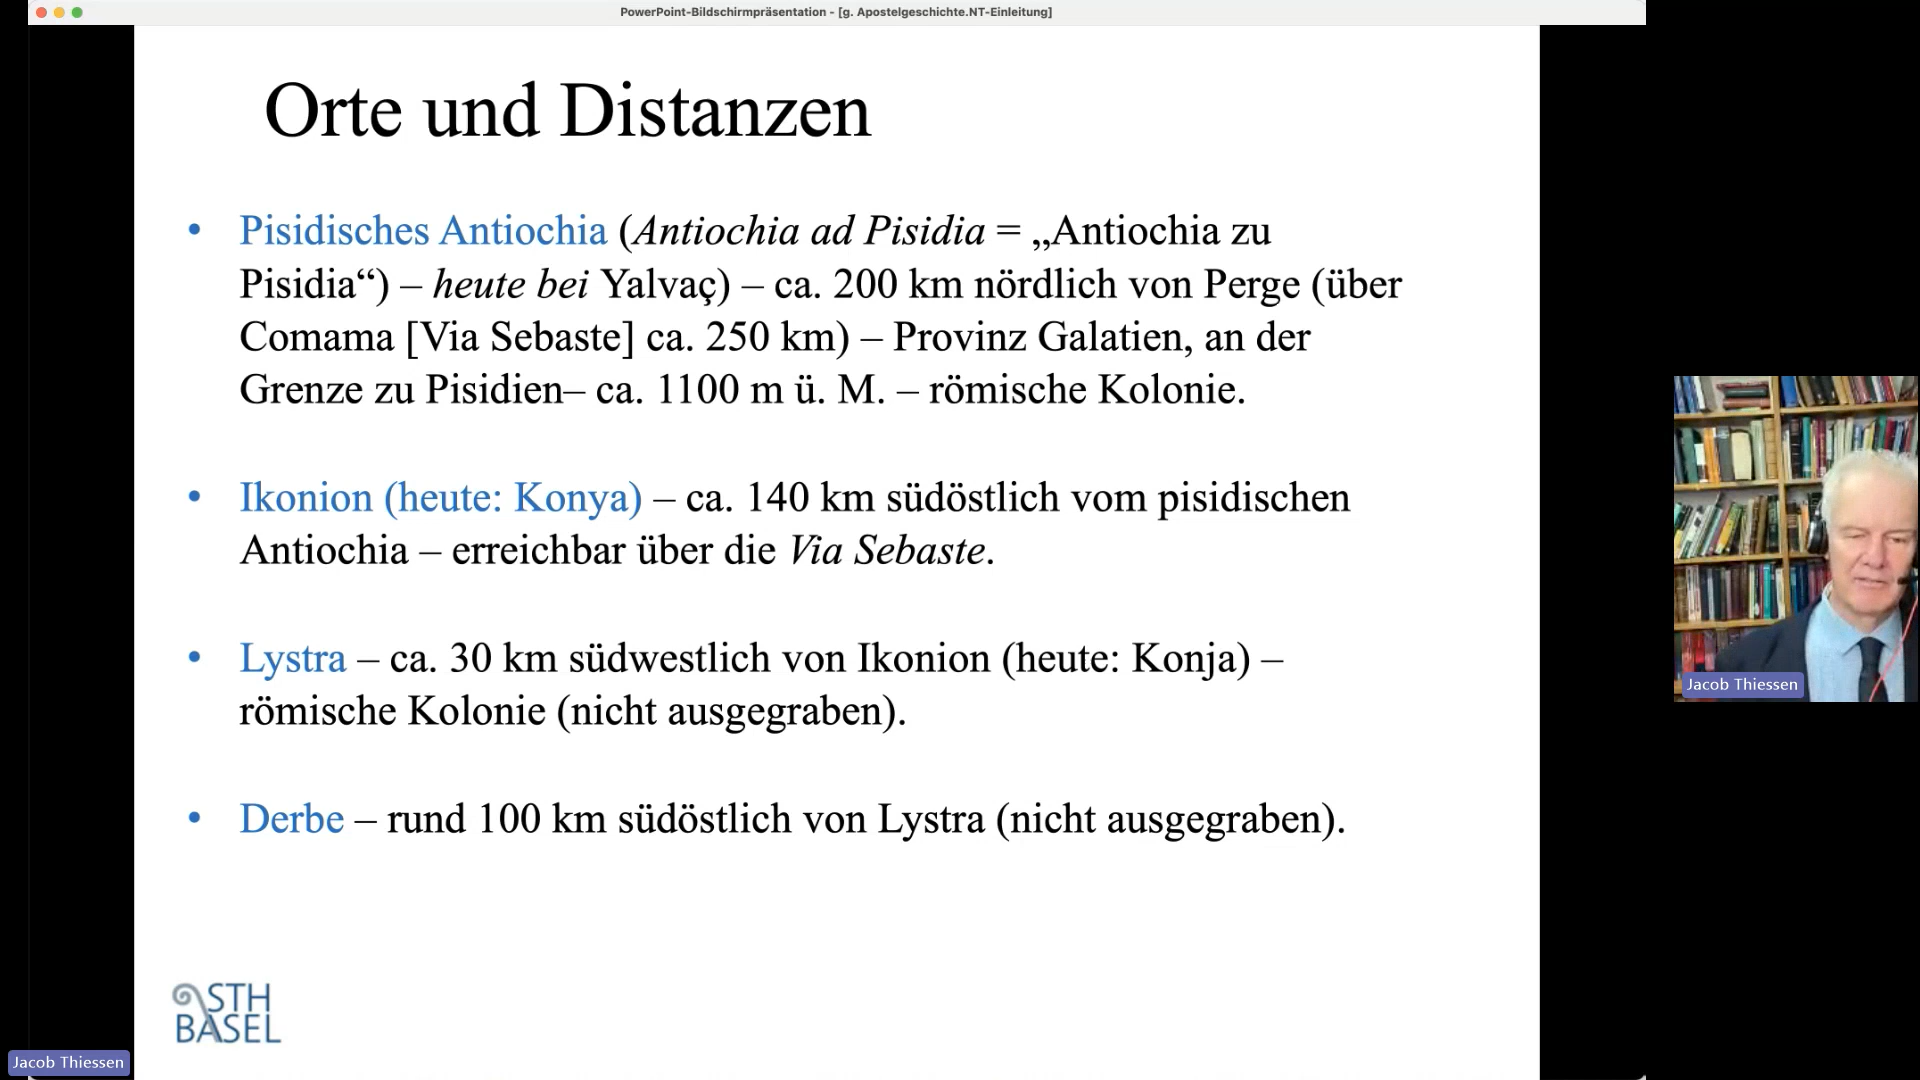 PowerPoint-Bildschirmpräsentation - [g. Apostelgeschichte.NT-Einleitung]
Orte und Distanzen
• Pisidisches Antiochia (Antiochia ad Pisidia = „Antiochia zu
Pisidia“) – heute bei Yalvaç) – ca. 200 km nördlich von Perge (über
Comama [Via Sebaste] ca. 250 km) – Provinz Galatien, an der
Grenze zu Pisidien– ca. 1100 m ü. M. – römische Kolonie.
• Ikonion (heute: Konya) – ca. 140 km südöstlich vom pisidischen
Antiochia – erreichbar über die Via Sebaste.
• Lystra – ca. 30 km südwestlich von Ikonion (heute: Konja) –
römische Kolonie (nicht ausgegraben).
• Derbe – rund 100 km südöstlich von Lystra (nicht ausgegraben).
STH
BASEL
Jacob Thiessen
Jacob Thiessen